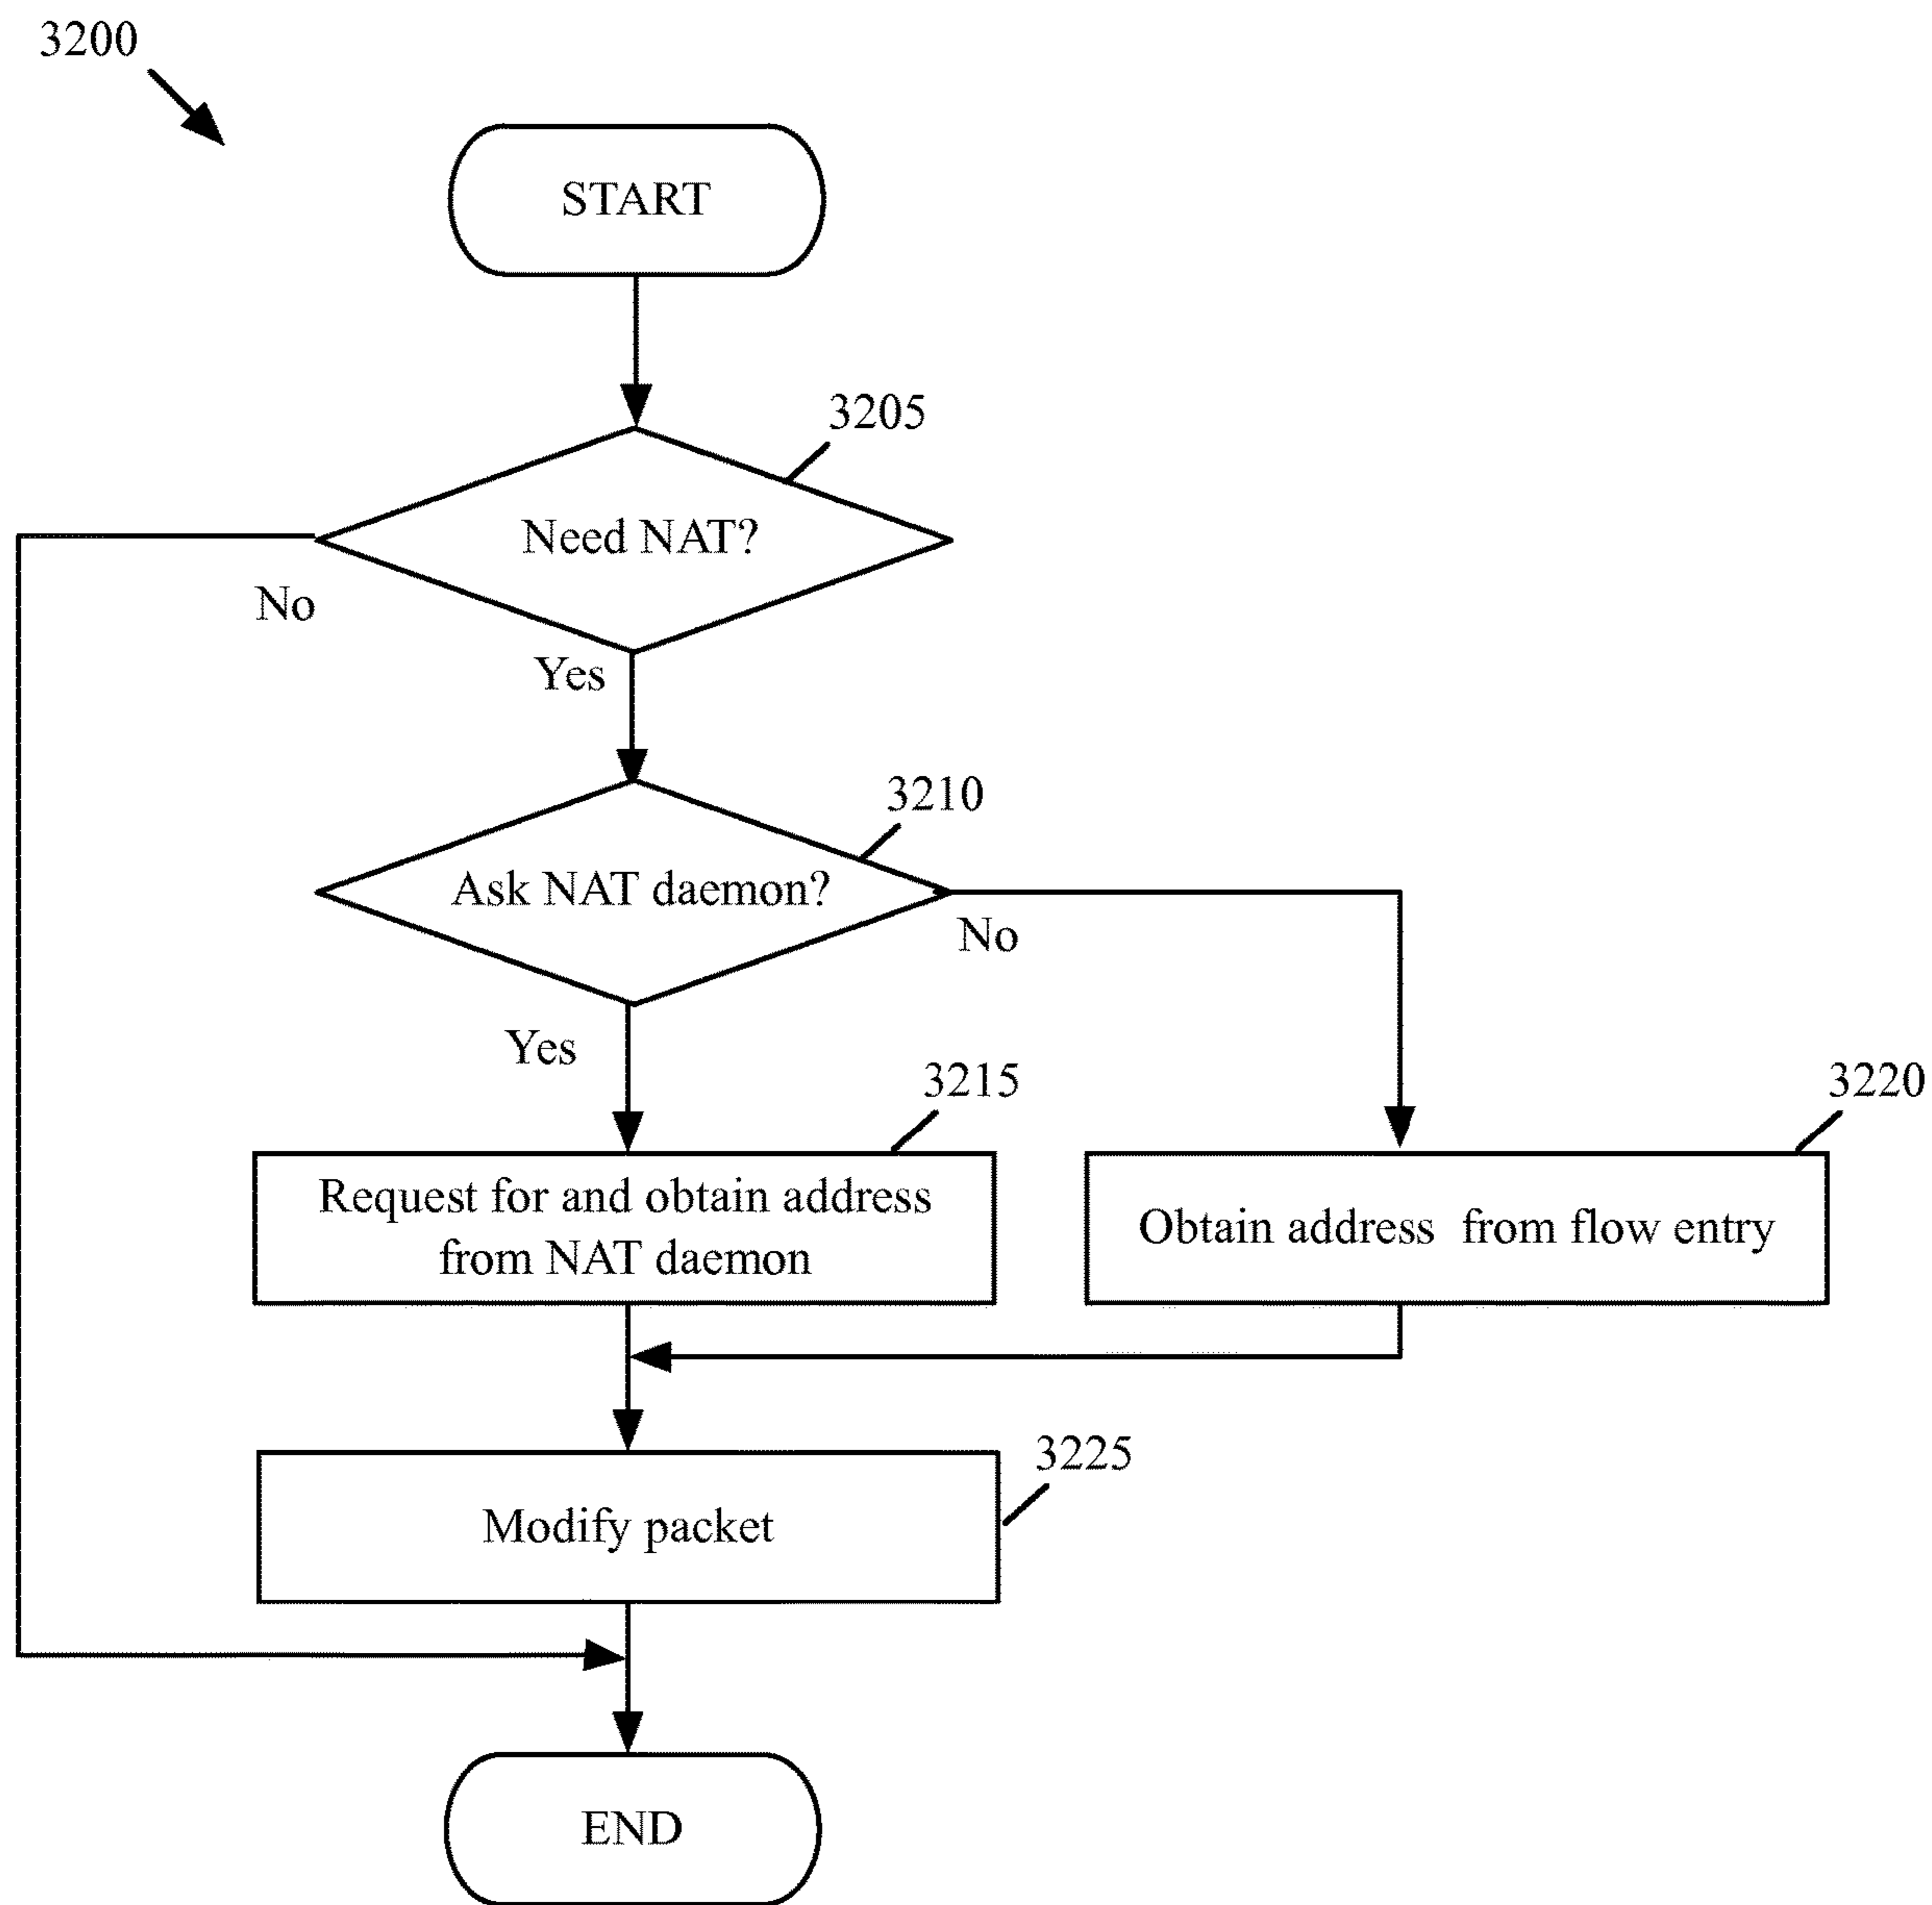 3200
START
3205
Need NAT?
No
Yes
3210
Ask NAT daemon?
No
Yes
3215
3220
Request for and obtain address
from NAT daemon
Obtain address from flow entry
3225
Modify packet
END